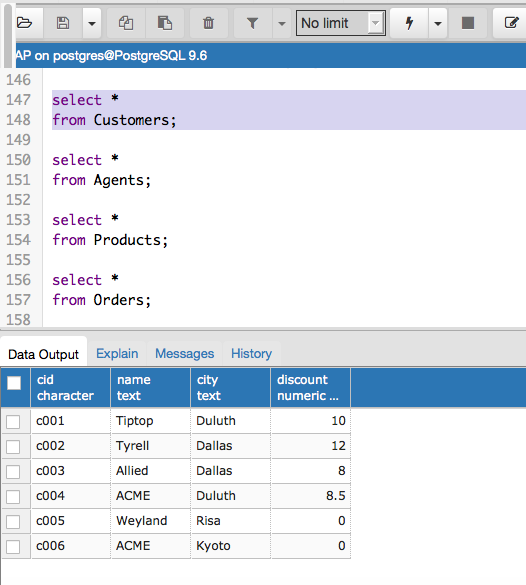 No limit
AP on postgres@PostgreSQL 9.6
146
147 select *
148 from Customers;
149
150 select *
151 from Agents;
152
153 select *
154 from Products;
155
156 select *
157 from Orders;
158
Data Output Explain Messages History
cid name city discount
character text text numeric ...
c001 Tiptop Duluth 10
c002 Tyrell Dallas 12
c003 Allied Dallas 8
c004 ACME Duluth 8.5
c005 Weyland Risa 0
c006 ACME Kyoto 0